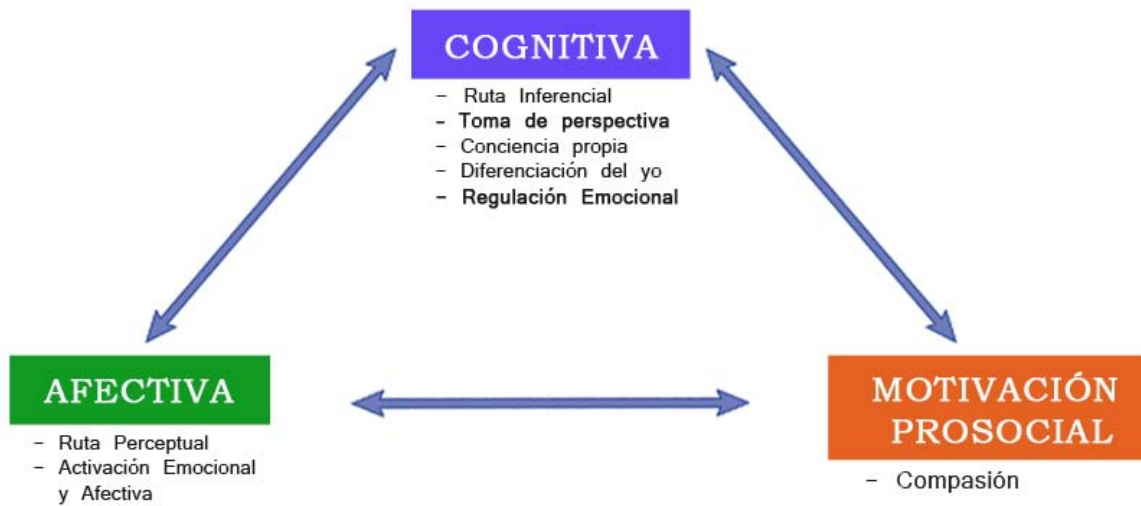 COGNITIVA
- Ruta Inferencial
- Toma de perspectiva
- Conciencia propia
- Diferenciación del yo
- Regulación Emocional
AFECTIVA
- Ruta Perceptual
- Activación Emocional
y Afectiva
MOTIVACIÓN
PROSOCIAL
- Compasión